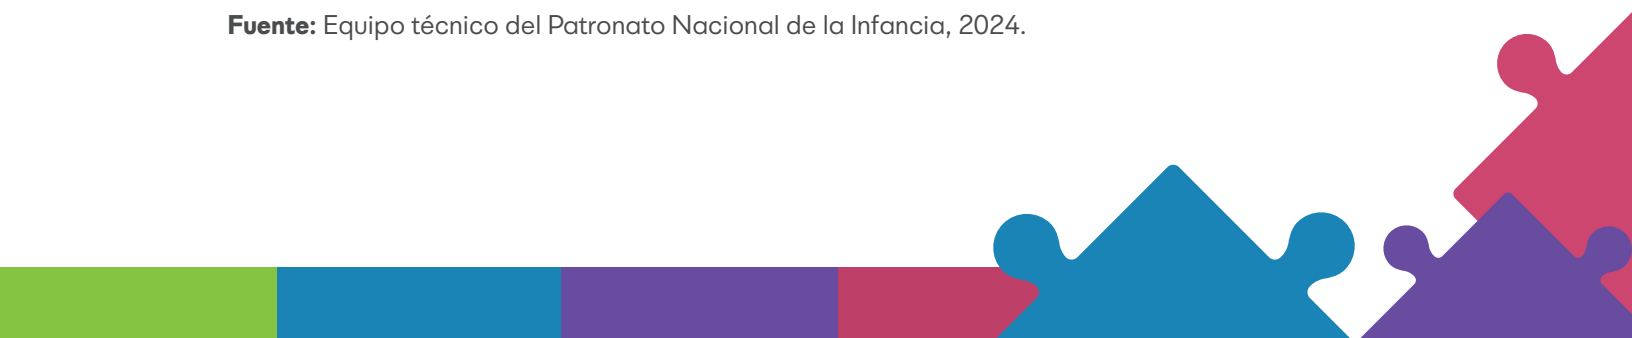 Fuente: Equipo técnico del Patronato Nacional de la Infancia, 2024.